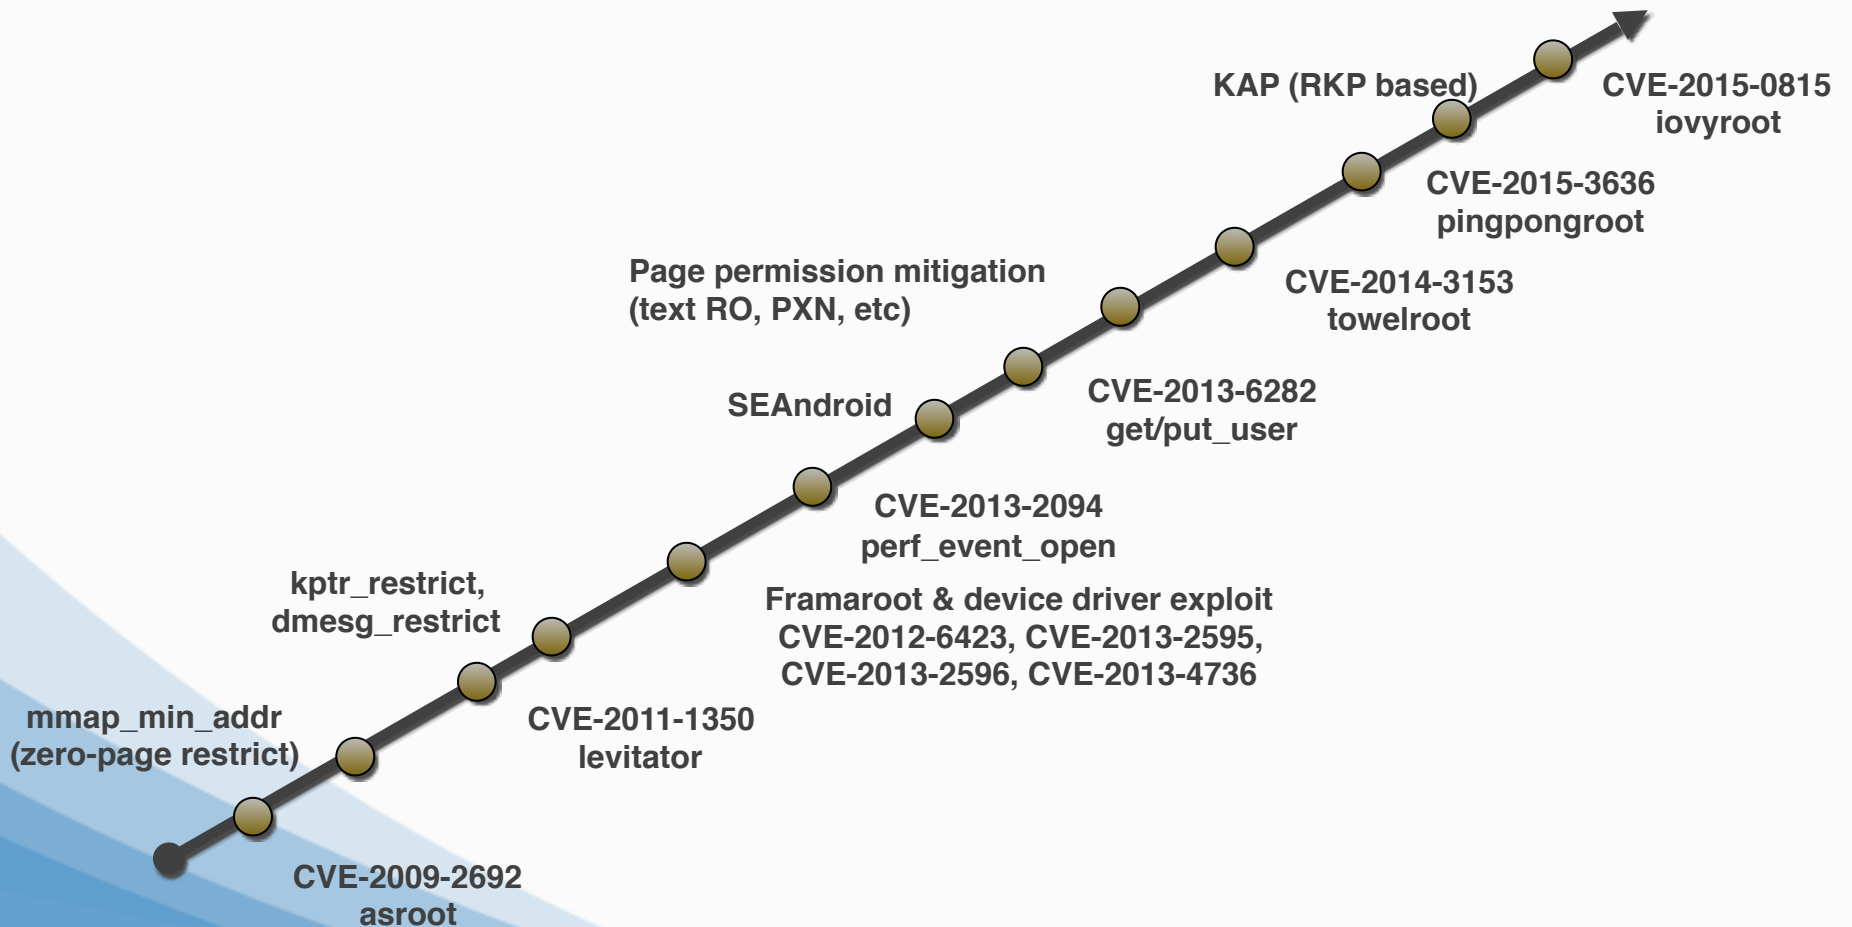 KAP (RKP based)
CVE-2015-0815
iovyroot
CVE-2015-3636
pingpongroot
Page permission mitigation
(text RO, PXN, etc)
CVE-2014-3153
towelroot
SEAndroid
CVE-2013-6282
get/put_user
CVE-2013-2094
perf_event_open
kptr_restrict,
dmesg_restrict
Framaroot & device driver exploit
CVE-2012-6423, CVE-2013-2595,
CVE-2013-2596, CVE-2013-4736
mmap_min_addr
(zero-page restrict)
CVE-2011-1350
levitator
CVE-2009-2692
asroot